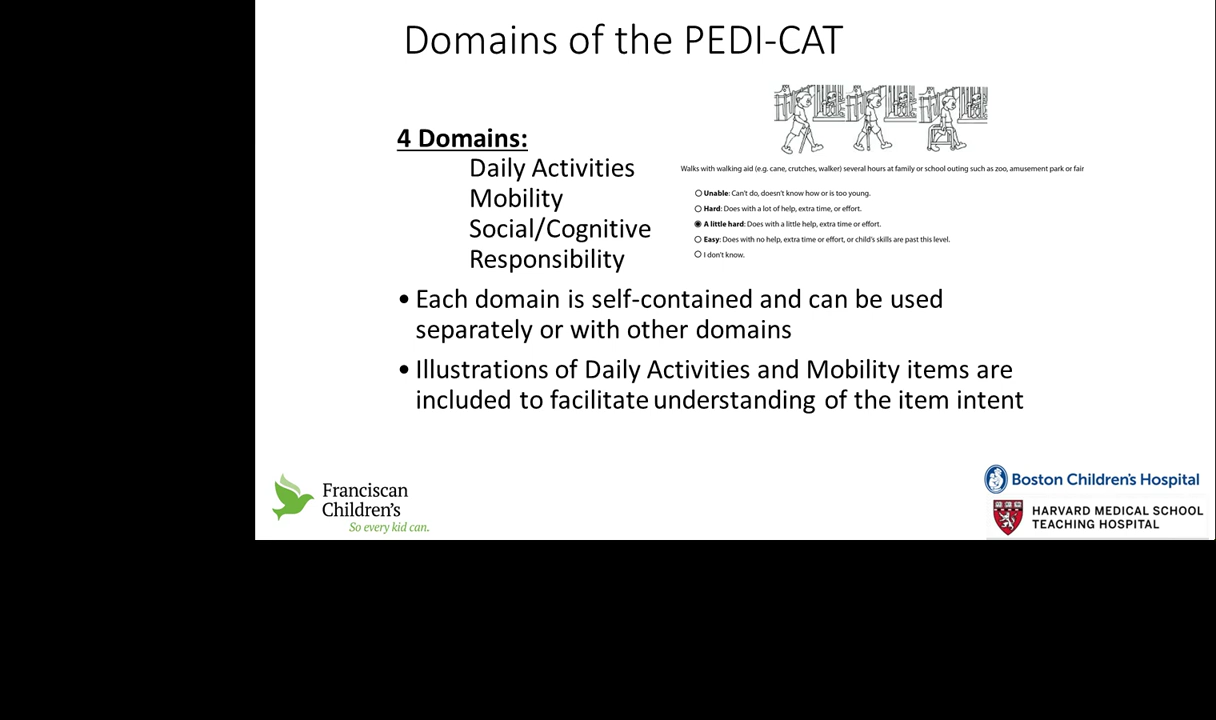 Domains of the PEDI-CAT
4 Domains:
Daily Activities
Mobility
Social/Cognitive
Responsibility
Walks with walking aid (e.g. cane, crutches, walker) several hours at family or school outing such as zoo, amusement park or fair
Unable: Can't do, doesn't know how or is too young.
Hard: Does with a lot of help, extra time, or effort.
A little hard: Does with a little help, extra time or effort.
Easy: Does with no help, extra time or effort, or child's skills are past this level.
I don't know.
• Each domain is self-contained and can be used
separately or with other domains
• Illustrations of Daily Activities and Mobility items are
included to facilitate understanding of the item intent
Franciscan
Children's
So every kid can.
Boston Children's Hospital
HARVARD MEDICAL SCHOOL
TEACHING HOSPITAL